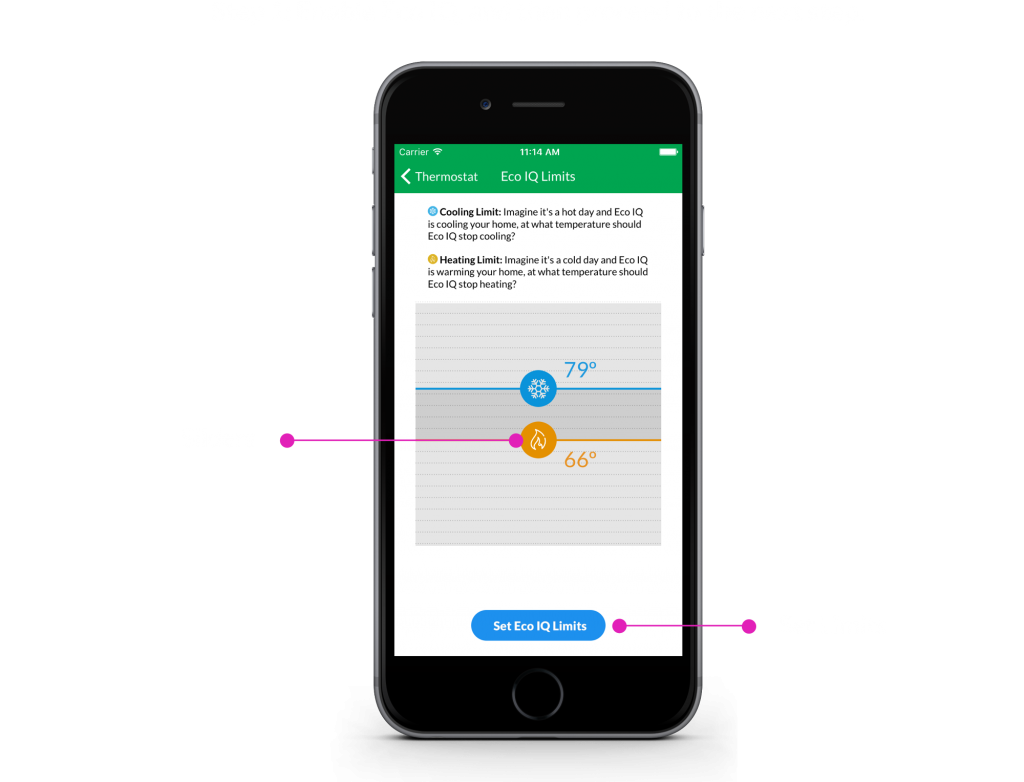 Carrier 11:14 AM
Thermostat Eco IQ Limits
Cooling Limit: Imagine it's a hot day and Eco IQ
is cooling your home, at what temperature should
Eco IQ stop cooling?
Heating Limit: Imagine it's a cold day and Eco IQ
is warming your home, at what temperature should
Eco IQ stop heating?
79º
66º
Set Eco IQ Limits